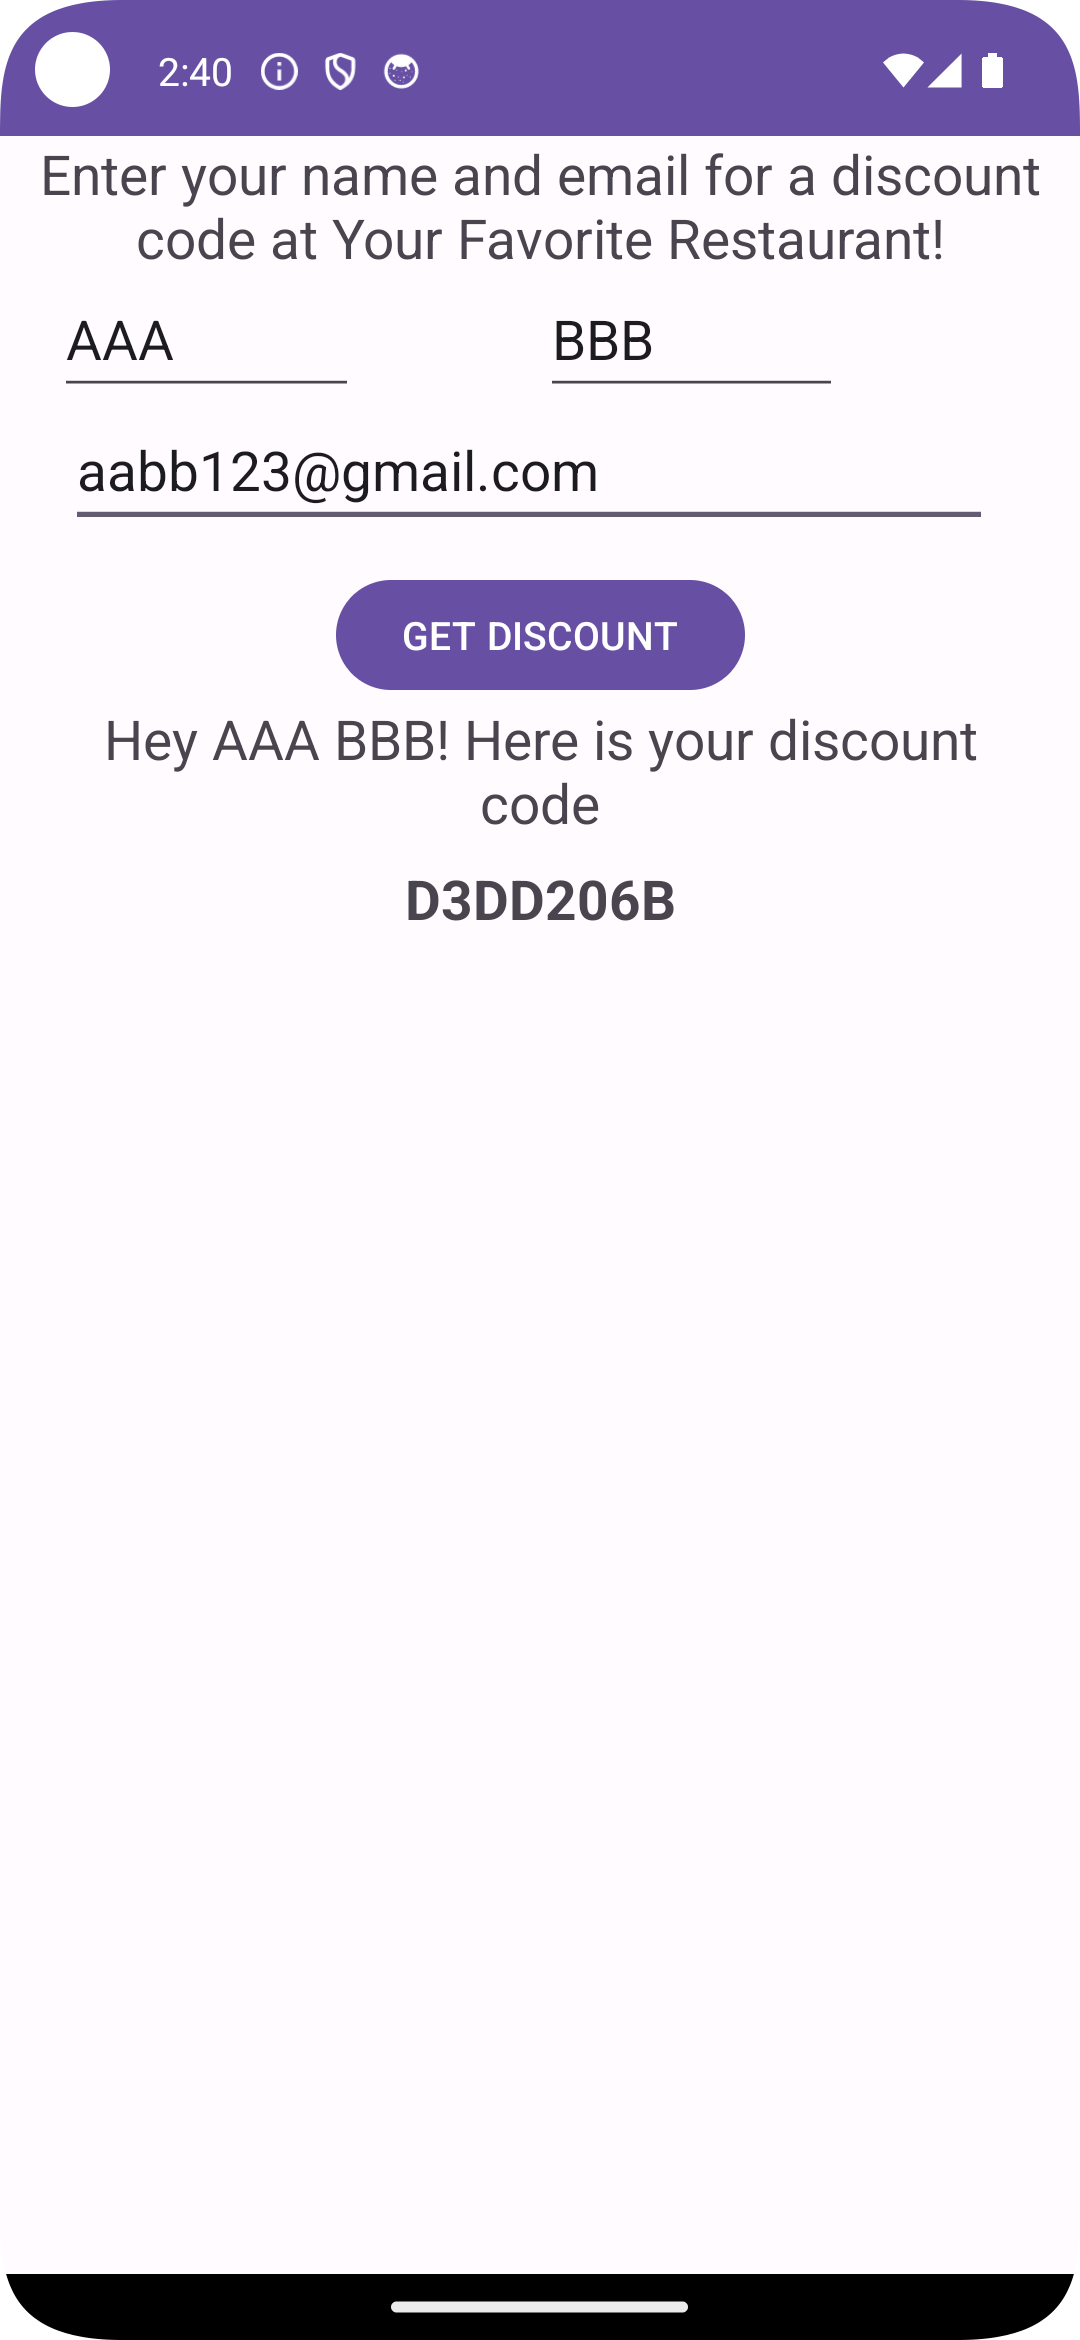 2:40
Enter your name and email for a discount
code at Your Favorite Restaurant!
AAA BBB
aabb123@gmail.com
GET DISCOUNT
Hey AAA BBB! Here is your discount
code
D3DD206B